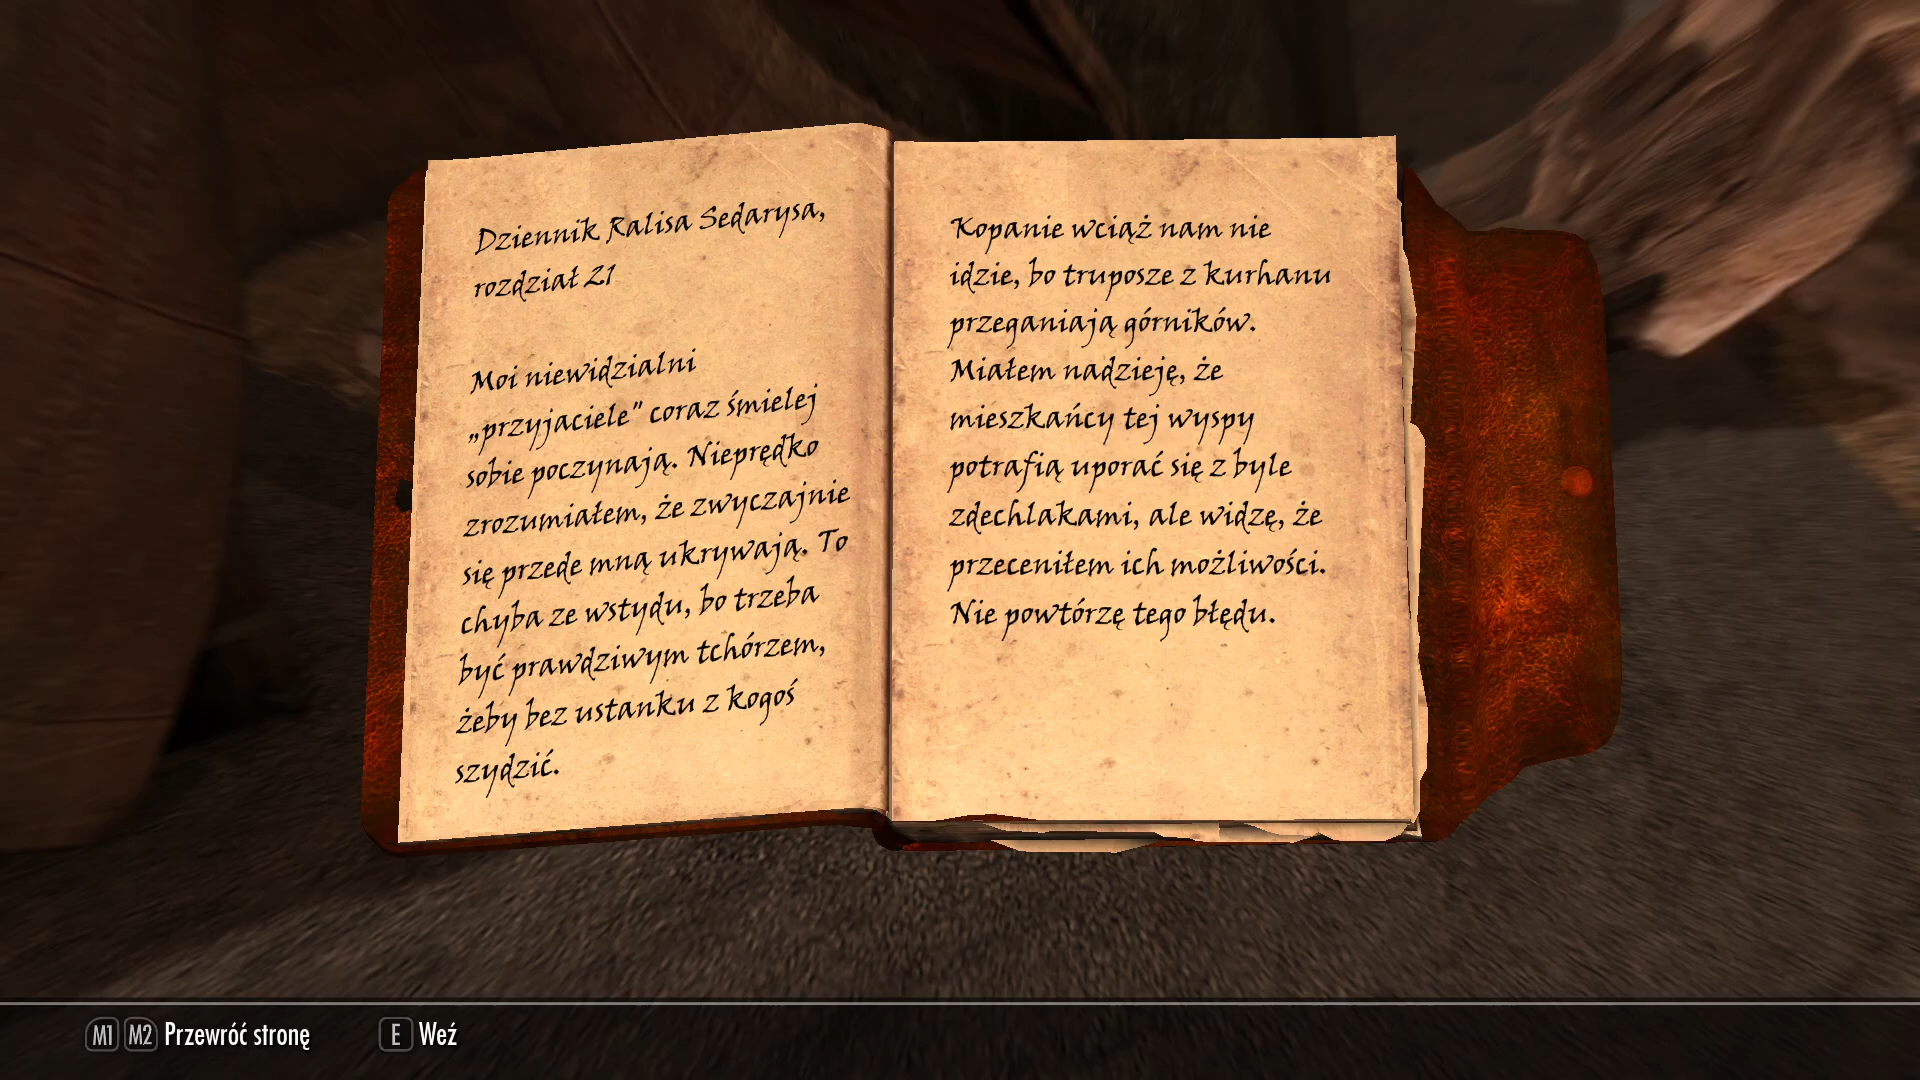 Dziennik Ralisa Sedarysa,
rozdział 21
Moi niewidzialni
„przyjaciele” coraz śmielej
sobie poczynają. Nieprędko
zrozumiałem, że zwyczajnie
się przede mną ukrywają. To
chyba ze wstydu, bo trzeba
być prawdziwym tchórzem,
żeby bez ustanku z kogoś
szydzić.
Kopanie wciąż nam nie
idzie, bo truposze z kurhanu
przeganiają górników.
Miałem nadzieję, że
mieszkańcy tej wyspy
potrafią uporać się z byle
zdechlakami, ale widzę, że
przeceniłem ich możliwości.
Nie powtórzę tego błędu.
M1 M2 Przewróć stronę E Weź